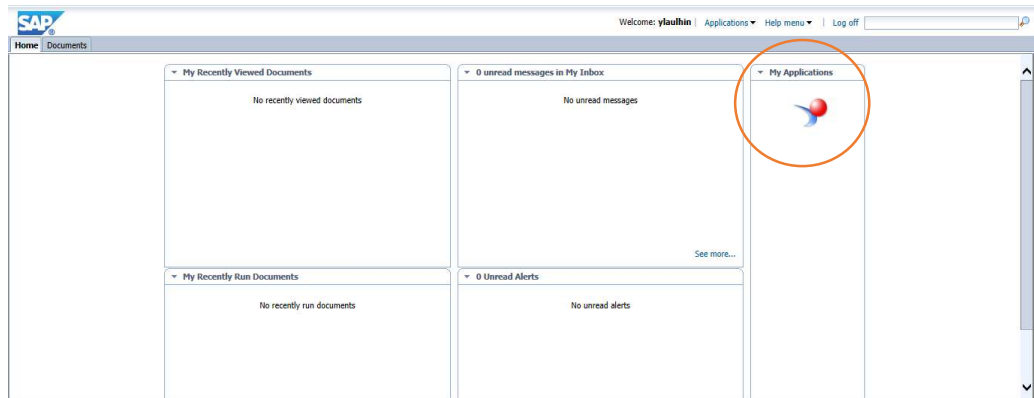 SAP
Welcome: ylaulhin | Applications Help menu | Log off
Home Documents
My Recently Viewed Documents
No recently viewed documents
0 unread messages in My Inbox
No unread messages
See more...
My Applications
My Recently Run Documents
No recently run documents
0 Unread Alerts
No unread alerts